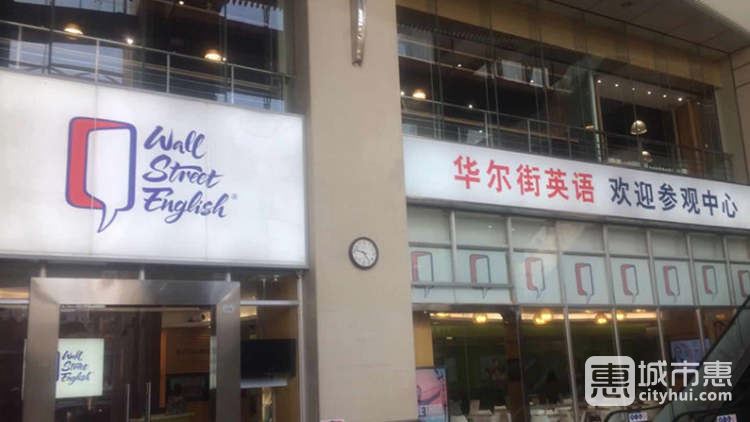 Wall
Street
English®
华尔街英语 欢迎参观中心
Wall
Street
English
惠城市惠
cityhui.com